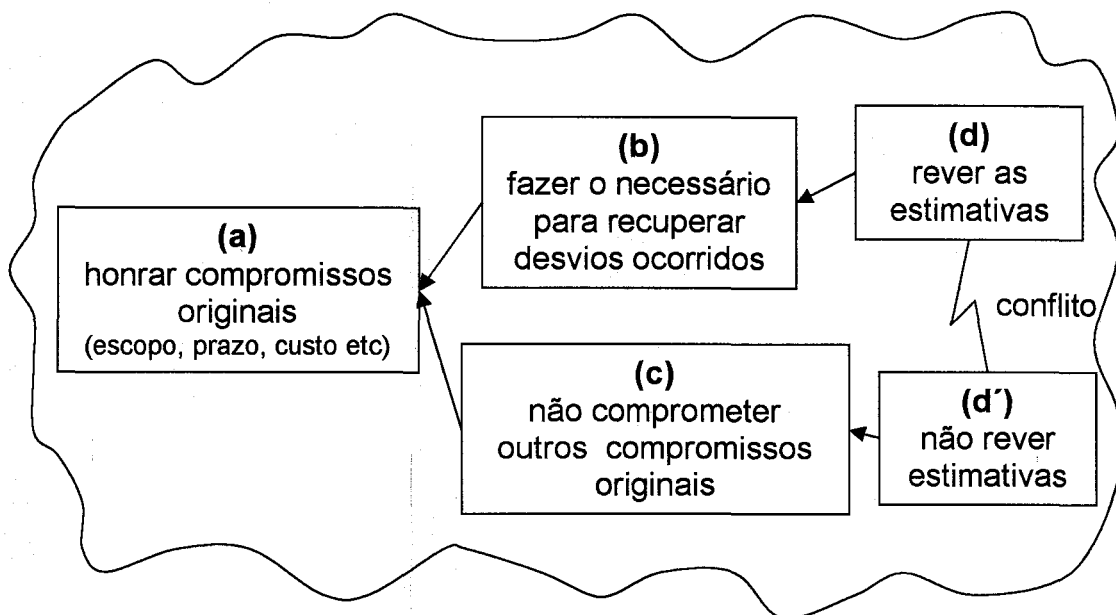 (a)
honrar compromissos
originais
(escopo, prazo, custo etc)
(b)
fazer o necessário
para recuperar
desvios ocorridos
(c)
não comprometer
outros compromissos
originais
(d)
rever as
estimativas
conflito
(d´)
não rever
estimativas